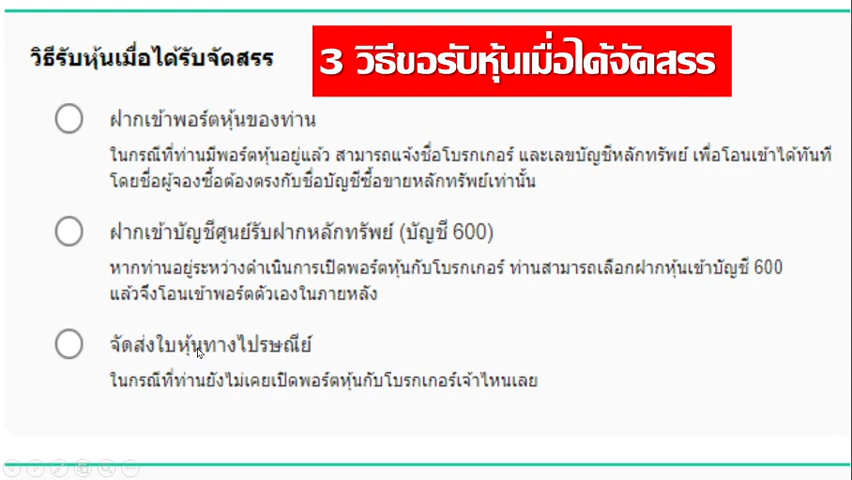 วิธีรับหุ้นเมื่อได้รับจัดสรร
3 วิธีขอรับหุ้นเมื่อได้จัดสรร
ฝากเข้าพอร์ตหุ้นของท่าน
ในกรณีที่ท่านมีพอร์ตหุ้นอยู่แล้ว สามารถแจ้งชื่อโบรกเกอร์ และเลขบัญชีหลักทรัพย์ เพื่อโอนเข้าได้ทันที
โดยชื่อผู้จองซื้อต้องตรงกับชื่อบัญชีซื้อขายหลักทรัพย์เท่านั้น
ฝากเข้าบัญชีศูนย์รับฝากหลักทรัพย์ (บัญชี 600)
หากท่านอยู่ระหว่างดำเนินการเปิดพอร์ตหุ้นกับโบรกเกอร์ ท่านสามารถเลือกฝากหุ้นเข้าบัญชี 600
แล้วจึงโอนเข้าพอร์ตตัวเองในภายหลัง
จัดส่งใบหุ้นทางไปรษณีย์
ในกรณีที่ท่านยังไม่เคยเปิดพอร์ตหุ้นกับโบรกเกอร์เจ้าไหนเลย